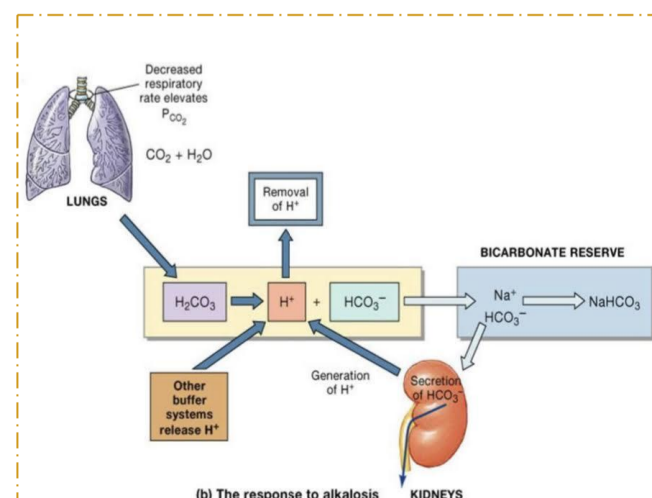 Decreased
respiratory
rate elevates
P_CO₂
CO₂ + H₂O
LUNGS
Removal
of H⁺
BICARBONATE RESERVE
H₂CO₃
H⁺
+
HCO₃⁻
Na⁺
HCO₃⁻
NaHCO₃
Generation
of H⁺
Other
buffer
systems
release H⁺
Secretion
of HCO₃⁻
(b) The response to alkalosis
KIDNEYS